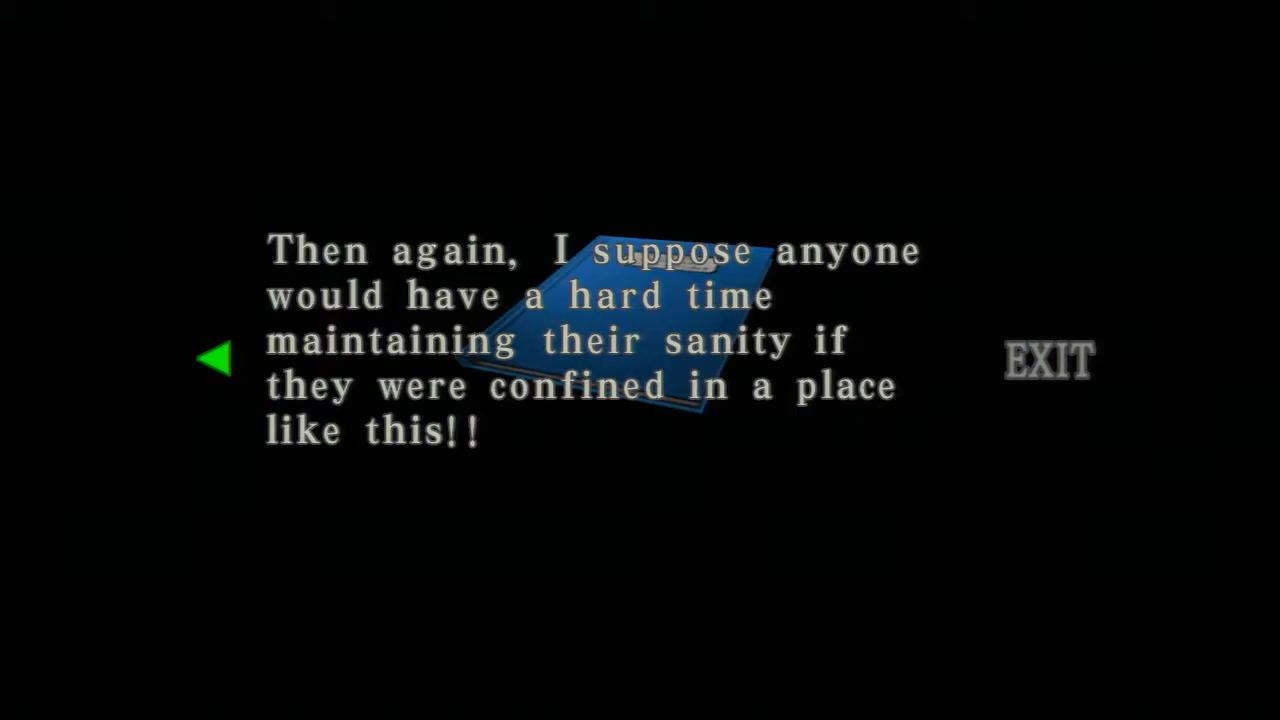 Then again, I suppose anyone
would have a hard time
maintaining their sanity if
they were confined in a place
like this!!
EXIT